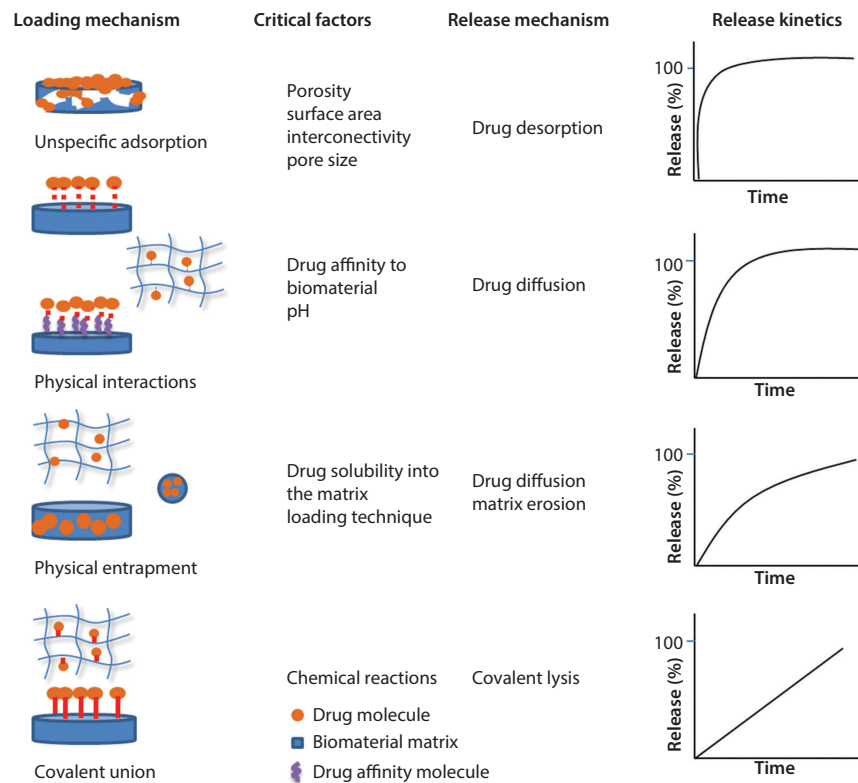 Loading mechanism
Critical factors
Release mechanism
Release kinetics
Unspecific adsorption
Porosity
surface area
interconectivity
pore size
Drug desorption
100
Release (%)
Time
Physical interactions
Drug affinity to
biomaterial
pH
Drug diffusion
100
Release (%)
Time
Physical entrapment
Drug solubility into
the matrix
loading technique
Drug diffusion
matrix erosion
100
Release (%)
Time
Covalent union
Chemical reactions
Covalent lysis
100
Release (%)
Time
Drug molecule
Biomaterial matrix
Drug affinity molecule